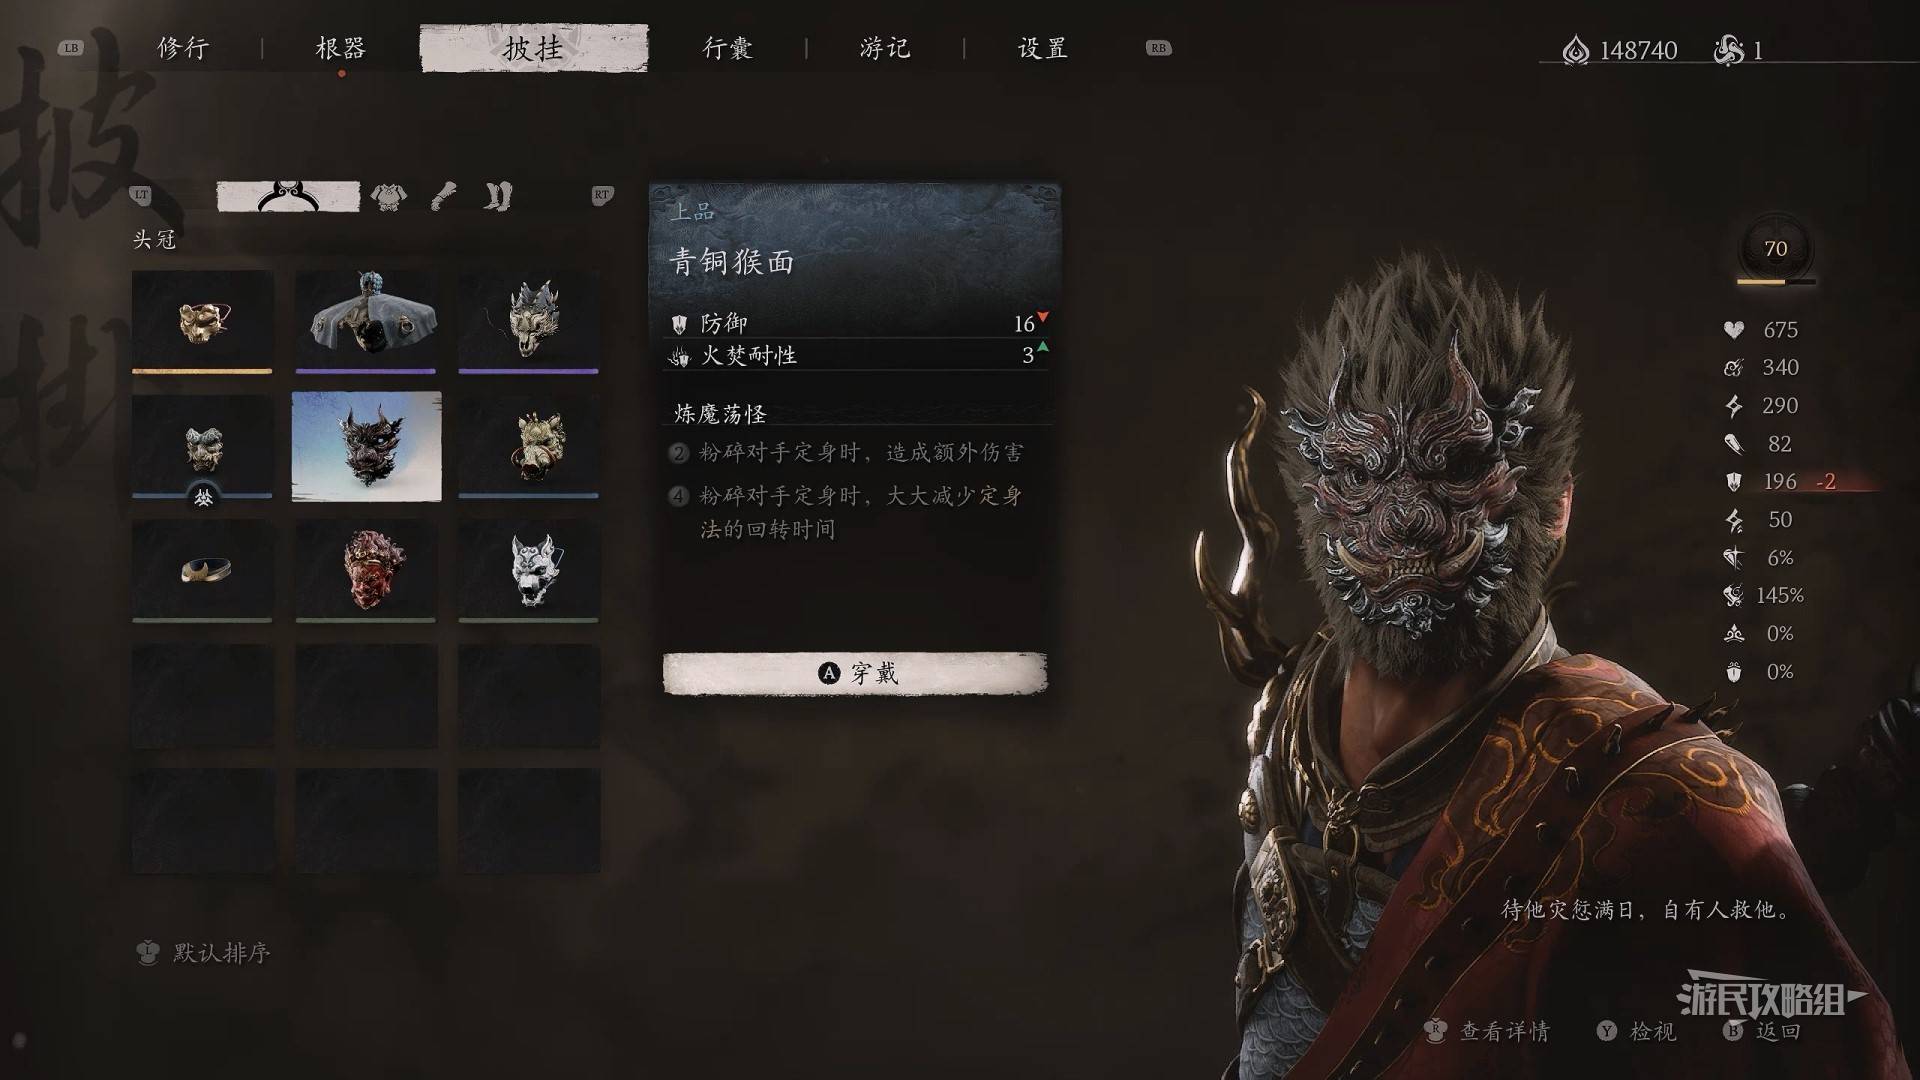 LB 修行 根器 披挂 行囊 游记 设置 RB 148740 1
披挂
LT RT
头冠
上品
青铜猴面
防御 16
火焚耐性 3
炼魔荡怪
2 粉碎对手定身时，造成额外伤害
4 粉碎对手定身时，大大减少定身
法的回转时间
A 穿戴
70
675
340
290
82
196 -2
50
6%
145%
0%
0%
待他灾愆满日，自有人救他。
L 默认排序
游民攻略组
R 查看详情 Y 检视 B 返回